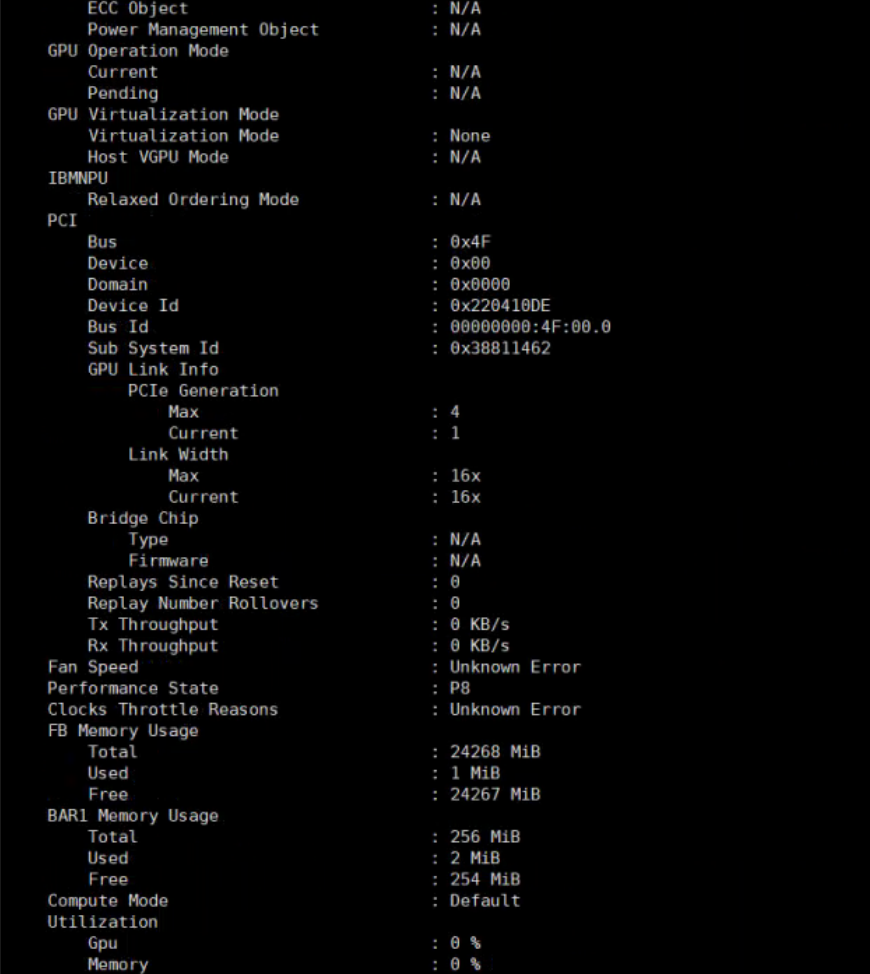 ECC Object : N/A
Power Management Object : N/A
GPU Operation Mode
Current : N/A
Pending : N/A
GPU Virtualization Mode
Virtualization Mode : None
Host VGPU Mode : N/A
IBMNPU
Relaxed Ordering Mode : N/A
PCI
Bus : 0x4F
Device : 0x00
Domain : 0x0000
Device Id : 0x220410DE
Bus Id : 00000000:4F:00.0
Sub System Id : 0x38811462
GPU Link Info
PCIe Generation
Max : 4
Current : 1
Link Width
Max : 16x
Current : 16x
Bridge Chip
Type : N/A
Firmware : N/A
Replays Since Reset : 0
Replay Number Rollovers : 0
Tx Throughput : 0 KB/s
Rx Throughput : 0 KB/s
Fan Speed : Unknown Error
Performance State : P8
Clocks Throttle Reasons : Unknown Error
FB Memory Usage
Total : 24268 MiB
Used : 1 MiB
Free : 24267 MiB
BAR1 Memory Usage
Total : 256 MiB
Used : 2 MiB
Free : 254 MiB
Compute Mode : Default
Utilization
Gpu : 0 %
Memory : 0 %